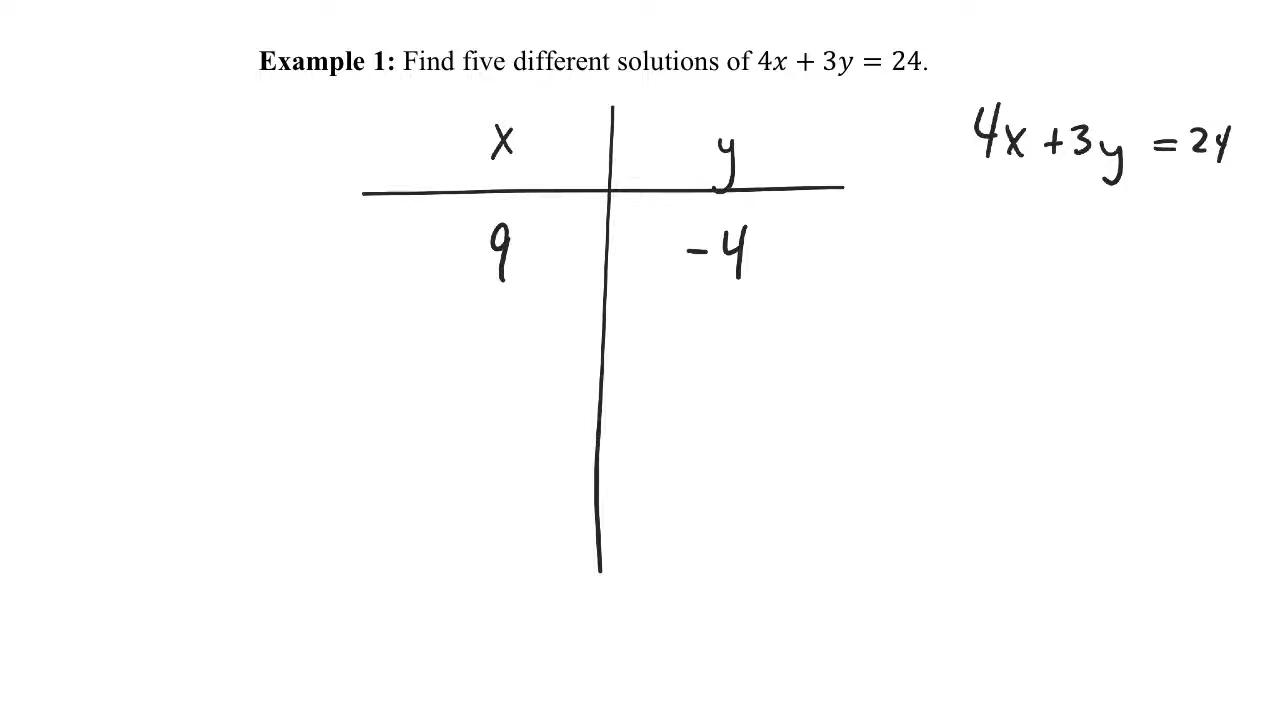 Example 1: Find five different solutions of 4x + 3y = 24.
x y
4x + 3y = 24
9 -4